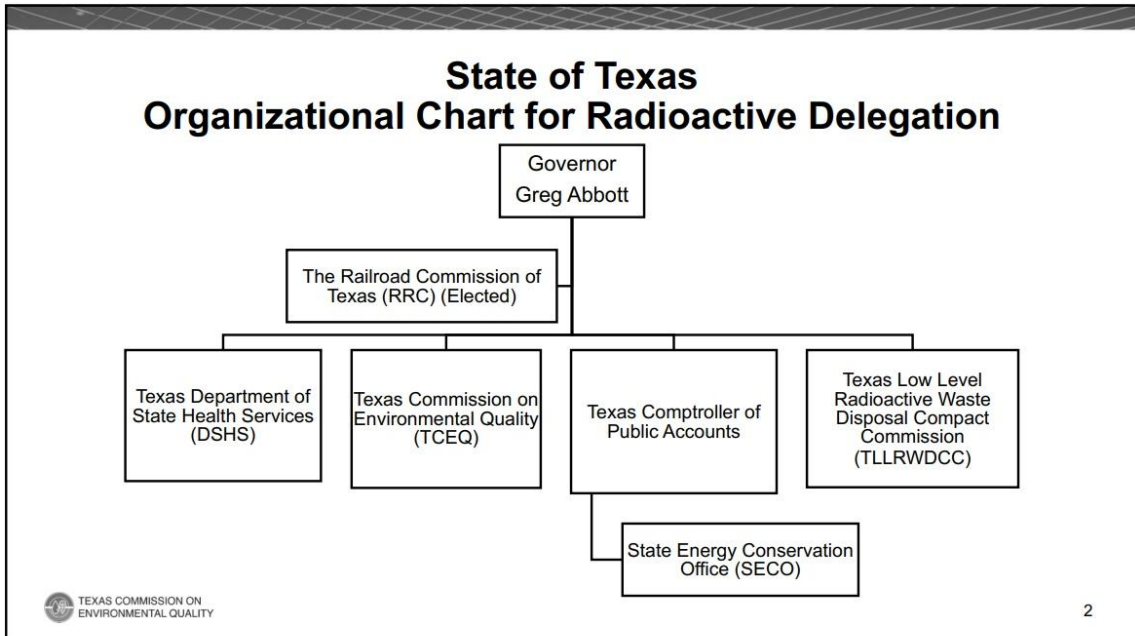 State of Texas
Organizational Chart for Radioactive Delegation
Governor
Greg Abbott
The Railroad Commission of
Texas (RRC) (Elected)
Texas Department of
State Health Services
(DSHS)
Texas Commission on
Environmental Quality
(TCEQ)
Texas Comptroller of
Public Accounts
Texas Low Level
Radioactive Waste
Disposal Compact
Commission
(TLLRWDCC)
State Energy Conservation
Office (SECO)
TEXAS COMMISSION ON
ENVIRONMENTAL QUALITY
2